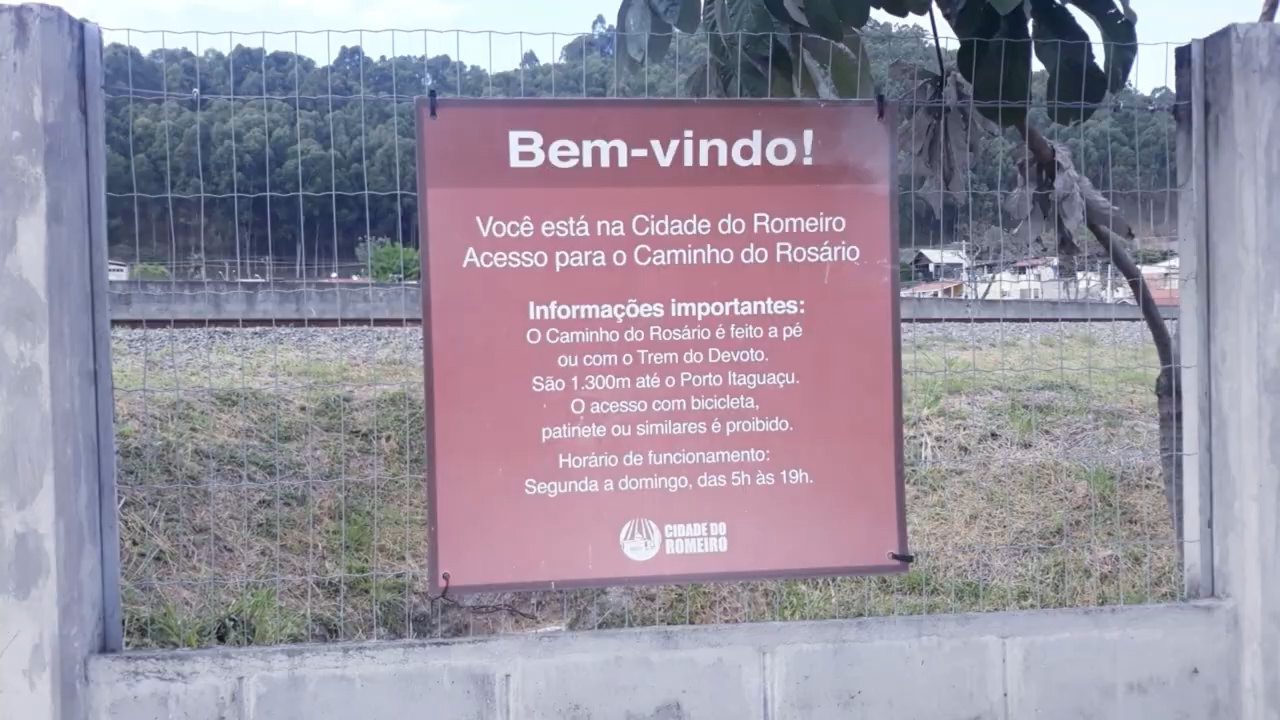 Bem-vindo!
Você está na Cidade do Romeiro
Acesso para o Caminho do Rosário
Informações importantes:
O Caminho do Rosário é feito a pé
ou com o Trem do Devoto.
São 1.300m até o Porto Itaguaçu.
O acesso com bicicleta,
patinete ou similares é proibido.
Horário de funcionamento:
Segunda a domingo, das 5h às 19h.
CIDADE DO
ROMEIRO